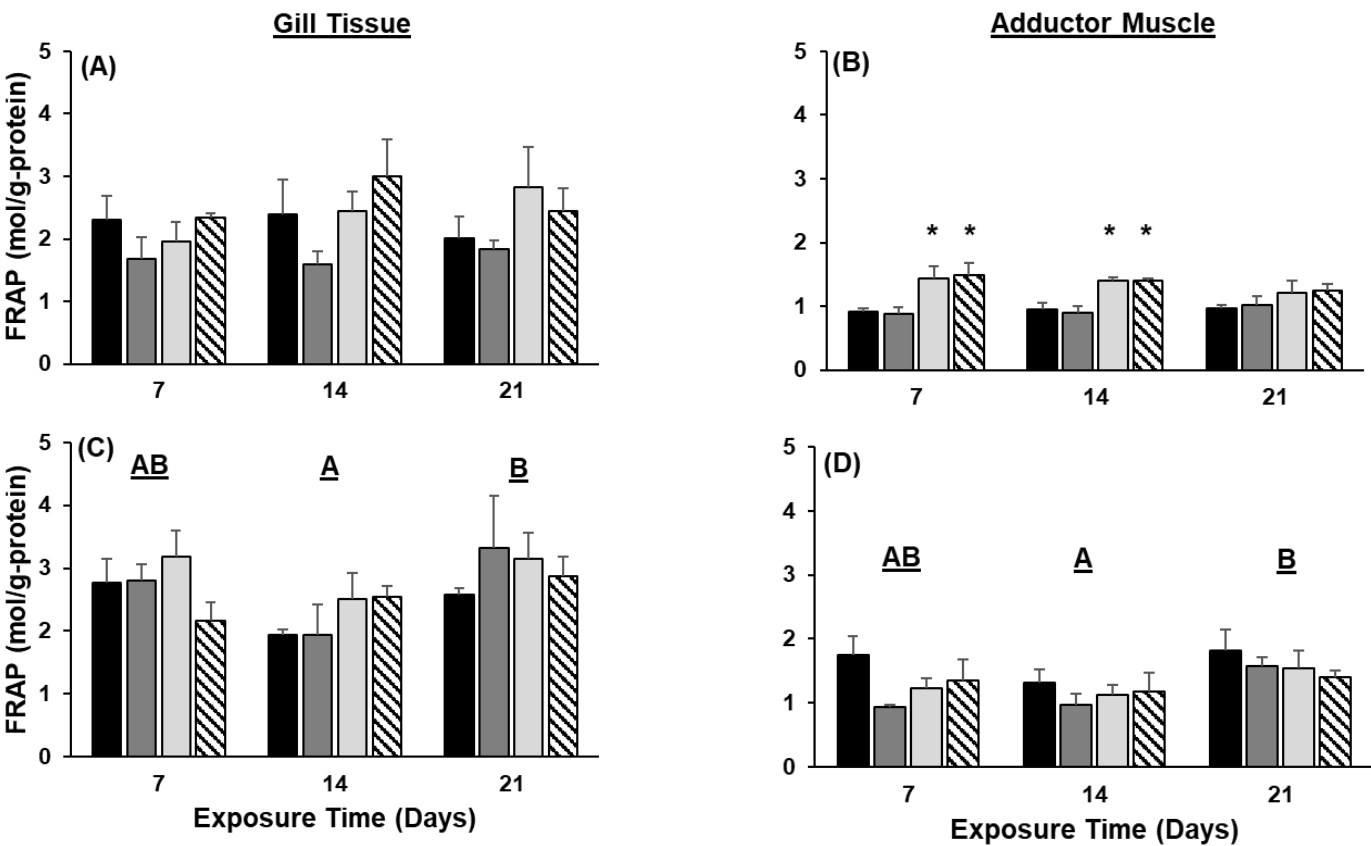 Gill Tissue
Adductor Muscle
(A)
FRAP (mol/g-protein)
5
4
3
2
1
0
7 14 21
(B)
5
4
3
2
1
0
* * * *
7 14 21
(C)
FRAP (mol/g-protein)
5
4
3
2
1
0
AB A B
7 14 21
Exposure Time (Days)
(D)
5
4
3
2
1
0
AB A B
7 14 21
Exposure Time (Days)